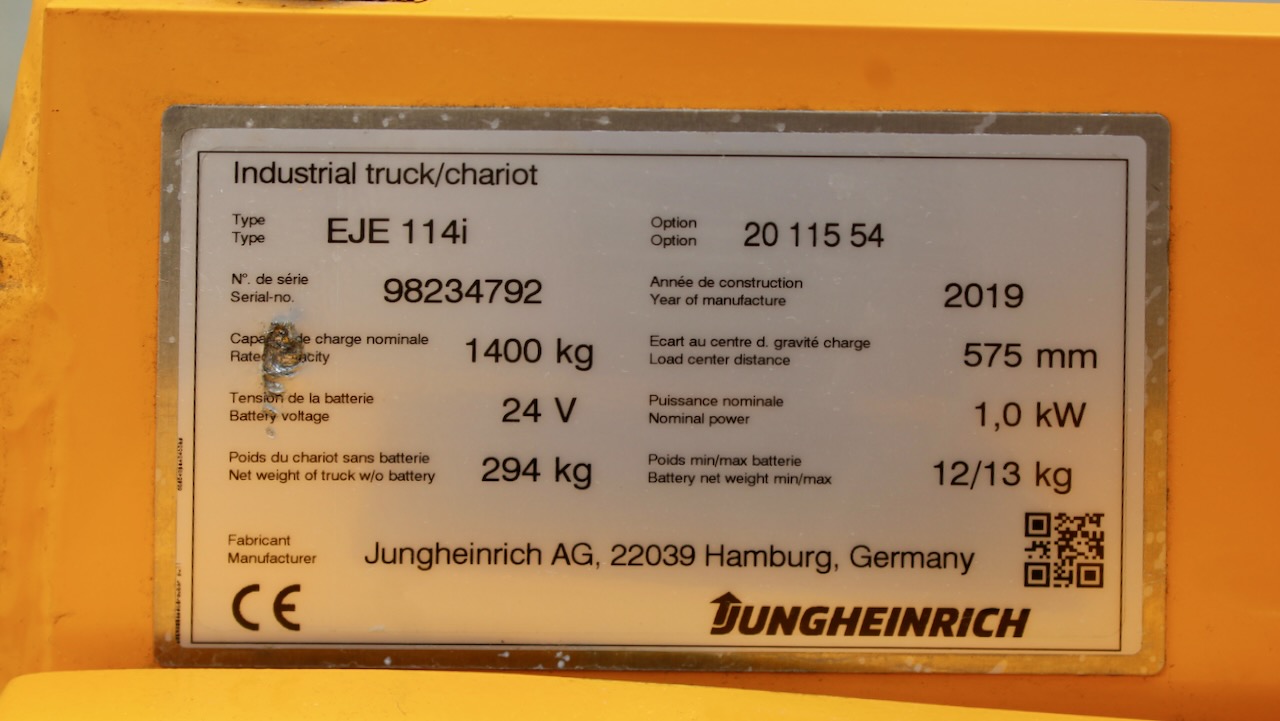 Industrial truck/chariot
Type
Type
EJE 114i
Option
Option
20 115 54
N°. de série
Serial-no.
98234792
Année de construction
Year of manufacture
2019
de charge nominale
1400 kg
Ecart au centre d. gravité charge
Load center distance
575 mm
Tension de la batterie
Battery voltage
24 V
Puissance nominale
Nominal power
1,0 kW
Poids du chariot sans batterie
Net weight of truck w/o battery
294 kg
Poids min/max batterie
Battery net weight min/max
12/13 kg
Fabricant
Manufacturer
Jungheinrich AG, 22039 Hamburg, Germany
CE
JUNGHEINRICH